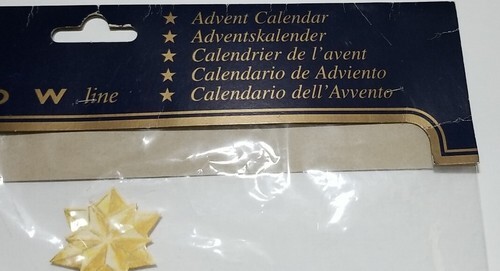 ★ Advent Calendar
★ Adventskalender
★ Calendrier de l'avent
★ Calendario de Adviento
★ Calendario dell'Avvento
O W line